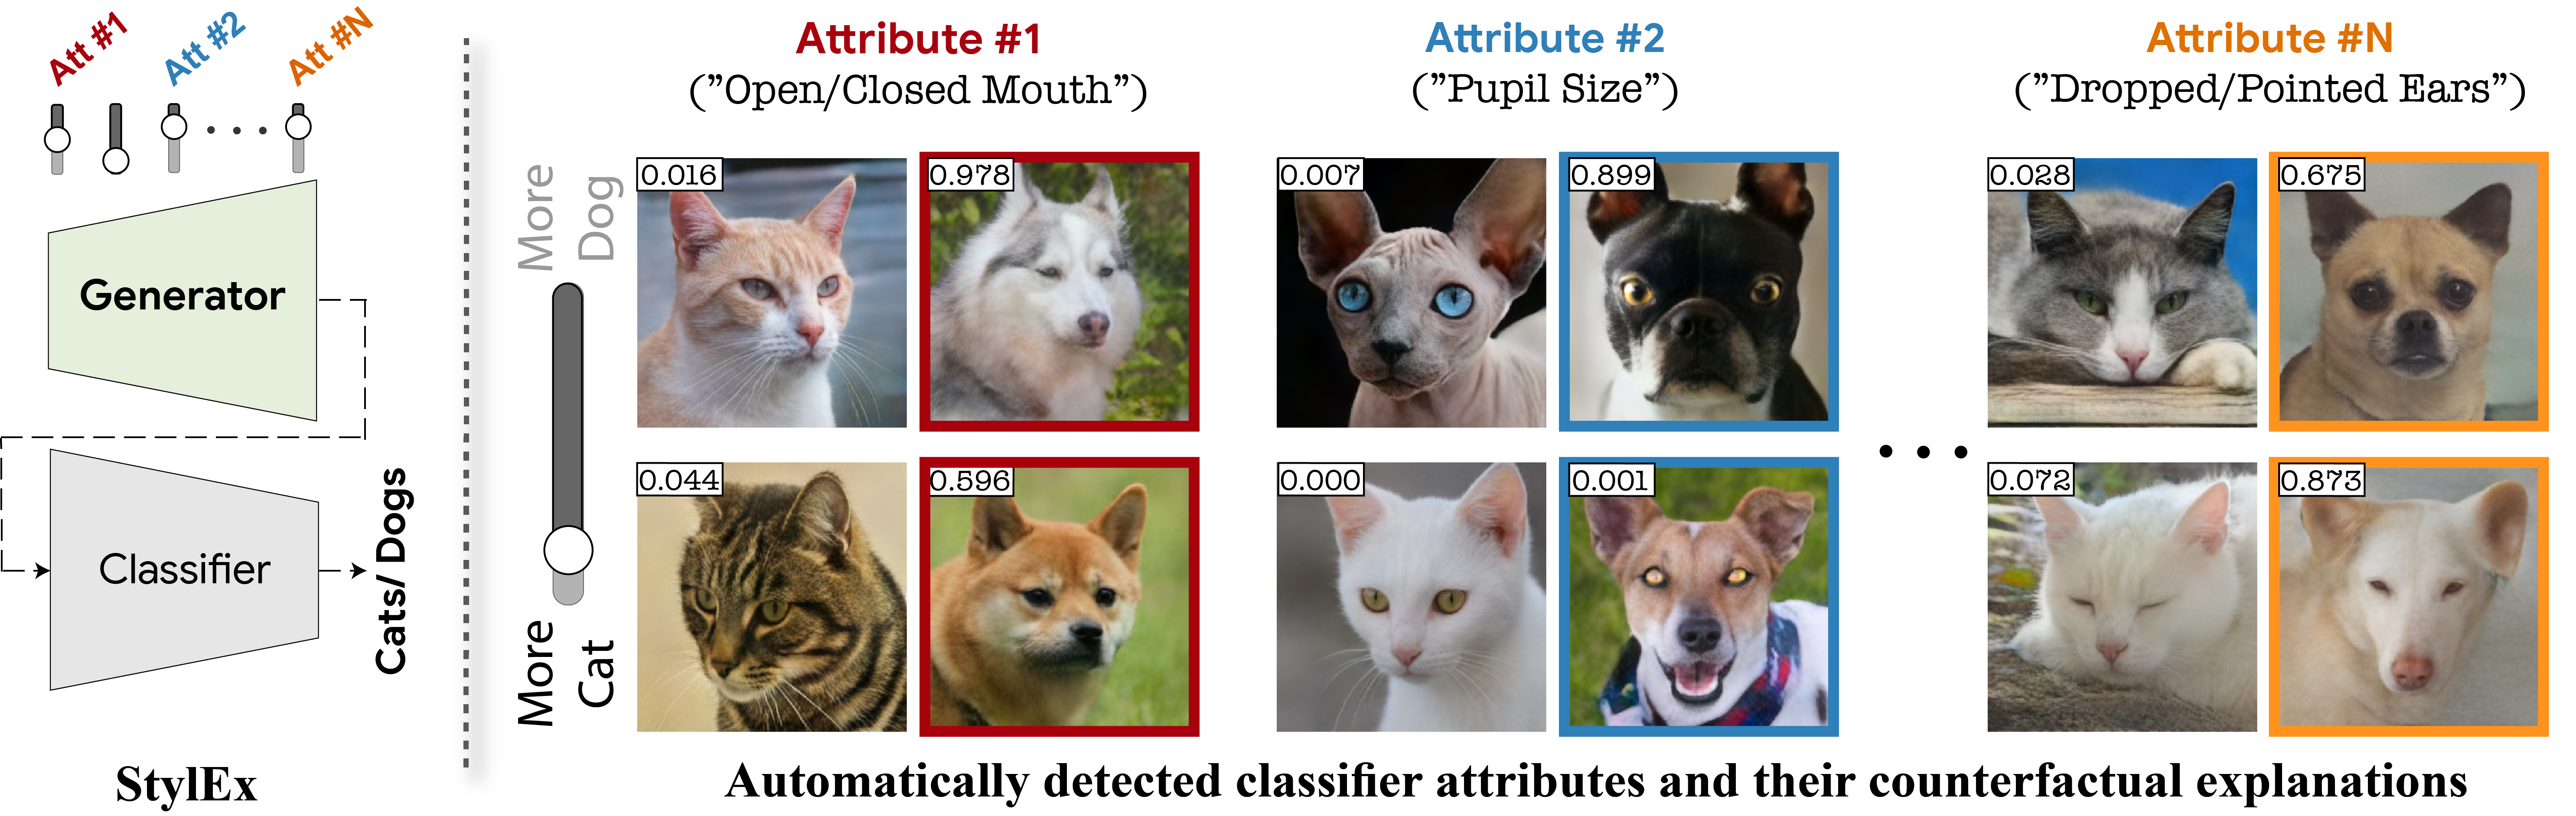 Att #1
Att #2
Att #N
Generator
Classifier
Cats/ Dogs
StylEx
Attribute #1
("Open/Closed Mouth")
Attribute #2
("Pupil Size")
Attribute #N
("Dropped/Pointed Ears")
More
Dog
More
Cat
0.016
0.978
0.007
0.899
0.028
0.675
0.044
0.596
0.000
0.001
0.072
0.873
Automatically detected classifier attributes and their counterfactual explanations